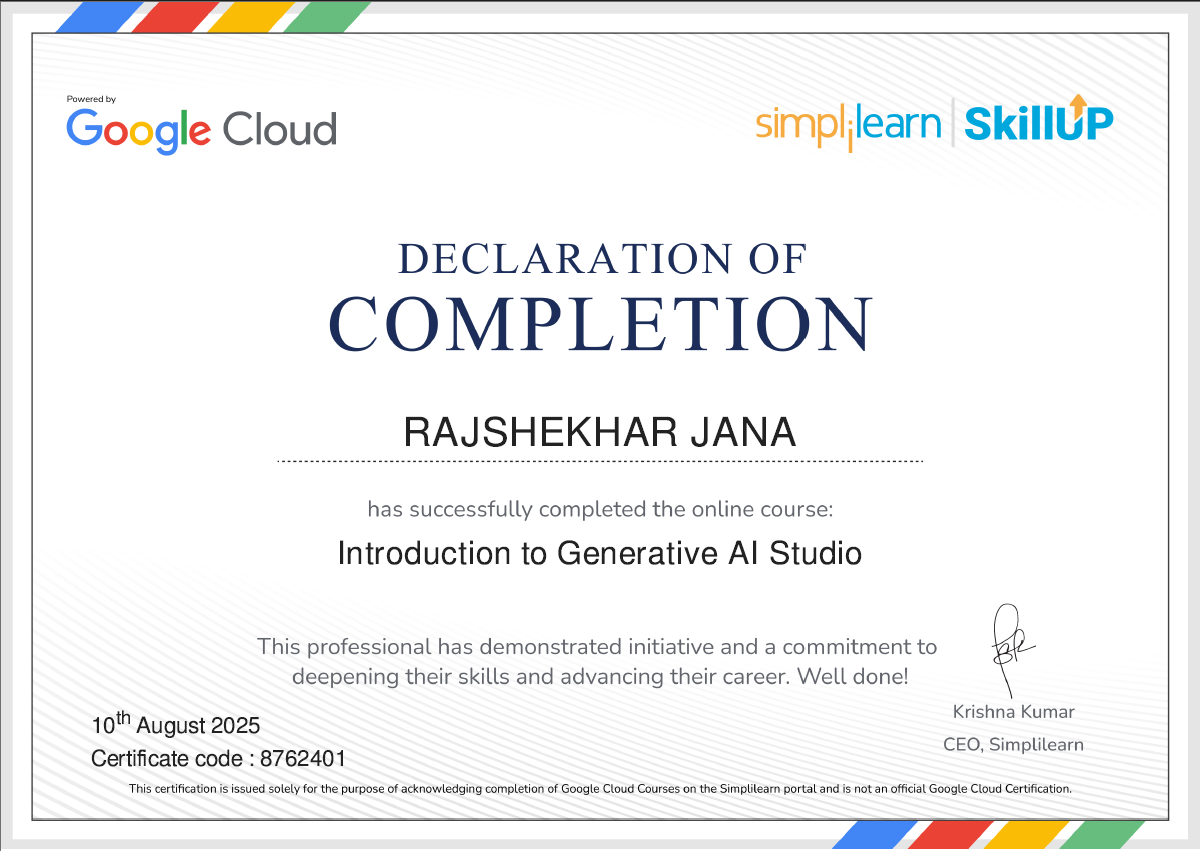 Powered by
Google Cloud
simplilearn | SkillUP
DECLARATION OF
COMPLETION
RAJSHEKHAR JANA
has successfully completed the online course:
Introduction to Generative AI Studio
This professional has demonstrated initiative and a commitment to
deepening their skills and advancing their career. Well done!
10th August 2025
Certificate code : 8762401
Krishna Kumar
CEO, Simplilearn
This certification is issued solely for the purpose of acknowledging completion of Google Cloud Courses on the Simplilearn portal and is not an official Google Cloud Certification.